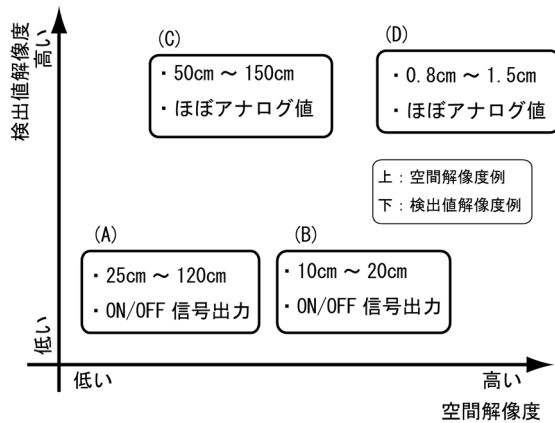 検出値解像度
高い
低い
(C)
・50cm ～ 150cm
・ほぼアナログ値
(D)
・0.8cm ～ 1.5cm
・ほぼアナログ値
上：空間解像度例
下：検出値解像度例
(A)
・25cm ～ 120cm
・ON/OFF 信号出力
(B)
・10cm ～ 20cm
・ON/OFF 信号出力
低い
高い
空間解像度